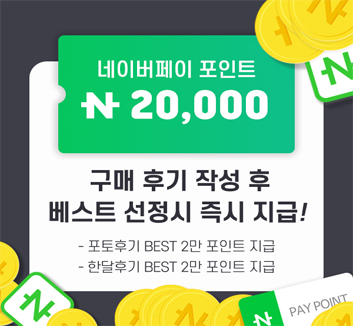 네이버페이 포인트
N 20,000
구매 후기 작성 후
베스트 선정시 즉시 지급!
- 포토후기 BEST 2만 포인트 지급
- 한달후기 BEST 2만 포인트 지급
PAY POINT